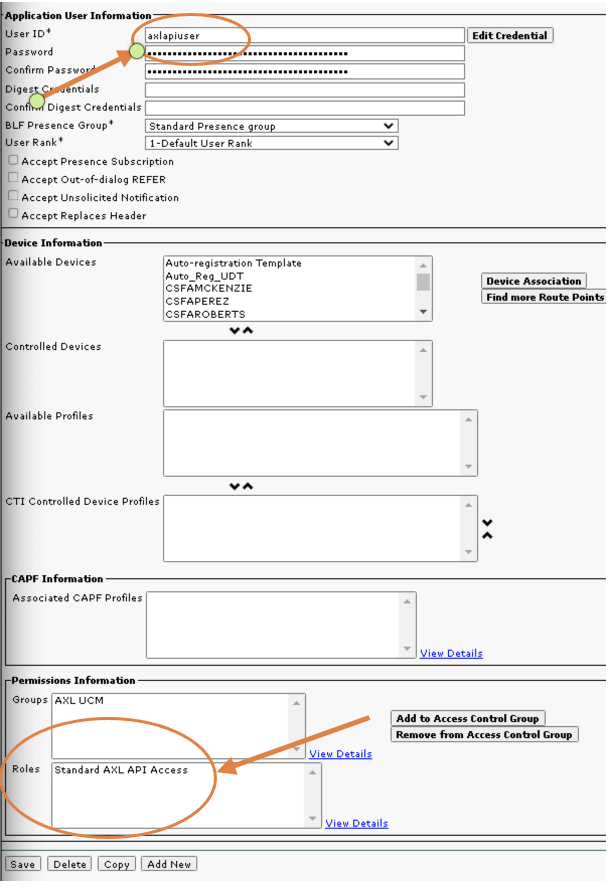 Application User Information
User ID* axlapiuser Edit Credential
Password ••••••••••••••••••••••••••••••••••••••
Confirm Password ••••••••••••••••••••••••••••••••••••••
Digest Credentials
Confirm Digest Credentials
BLF Presence Group* Standard Presence group
User Rank* 1-Default User Rank
Accept Presence Subscription
Accept Out-of-dialog REFER
Accept Unsolicited Notification
Accept Replaces Header
Device Information
Available Devices Auto-registration Template
Auto_Reg_UDT
CSFAMCKENZIE
CSFAPEREZ
CSFAROBERTS
Device Association
Find more Route Points
Controlled Devices
Available Profiles
CTI Controlled Device Profiles
CAPF Information
Associated CAPF Profiles
View Details
Permissions Information
Groups AXL UCM
Add to Access Control Group
Remove from Access Control Group
View Details
Roles Standard AXL API Access
View Details
Save Delete Copy Add New